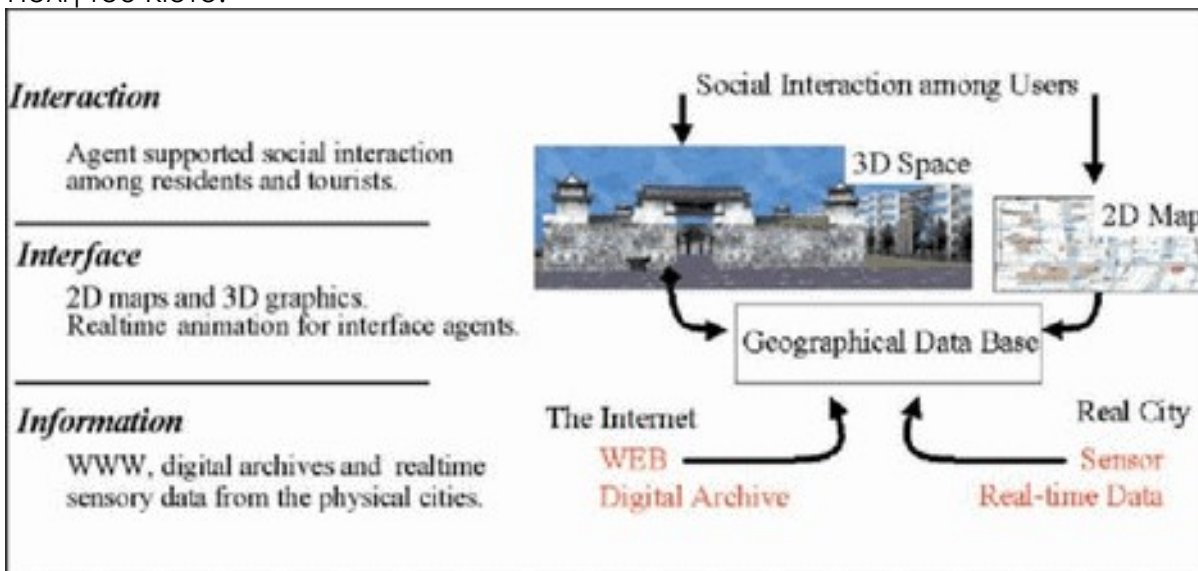 Interaction
Agent supported social interaction
among residents and tourists.
Interface
2D maps and 3D graphics.
Realtime animation for interface agents.
Information
WWW, digital archives and realtime
sensory data from the physical cities.
Social Interaction among Users
3D Space
2D Map
Geographical Data Base
The Internet
WEB
Digital Archive
Real City
Sensor
Real-time Data